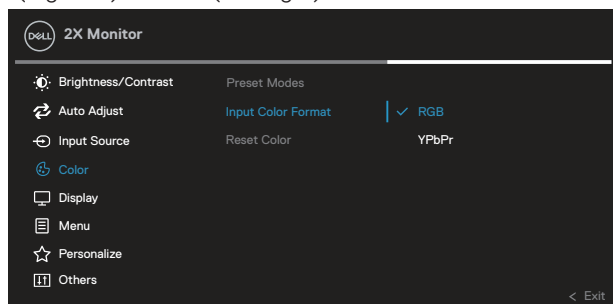 DELL 2X Monitor
Brightness/Contrast Preset Modes
Auto Adjust Input Color Format RGB
Input Source Reset Color YPbPr
Color
Display
Menu
Personalize
Others
< Exit